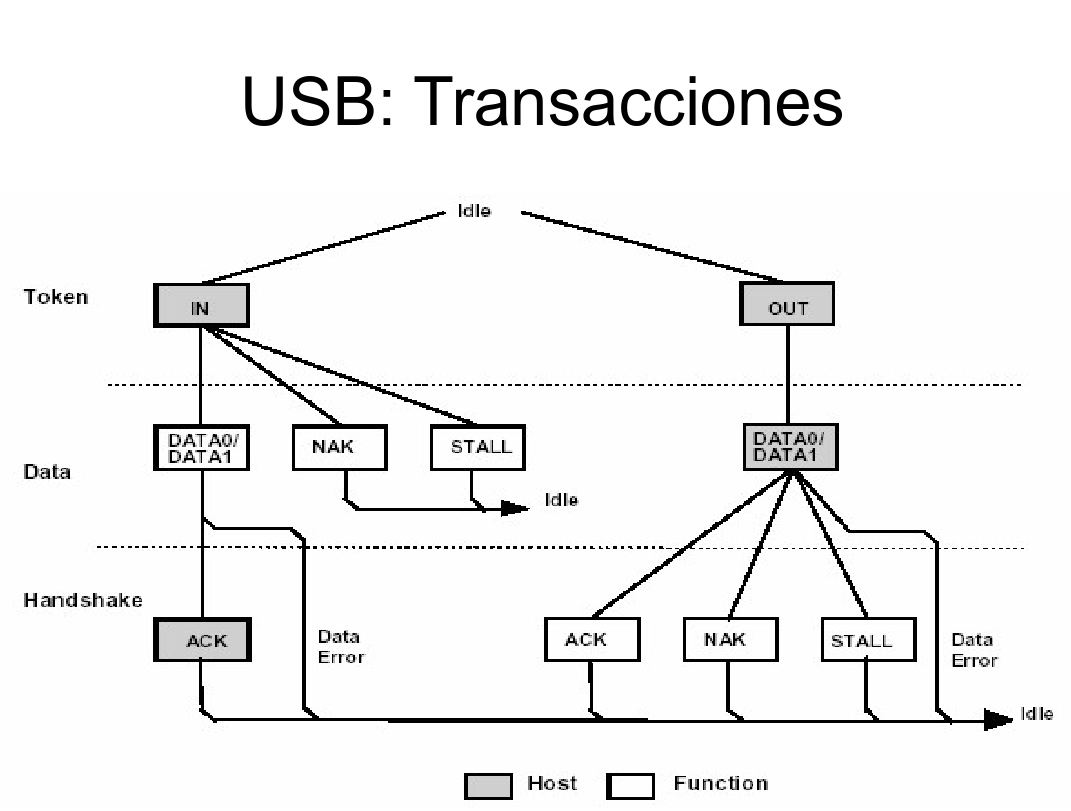 USB: Transacciones
Idle
Token
IN
OUT
Data
DATA0/
DATA1
NAK
STALL
DATA0/
DATA1
Idle
Handshake
ACK
Data
Error
ACK
NAK
STALL
Data
Error
Idle
Host
Function